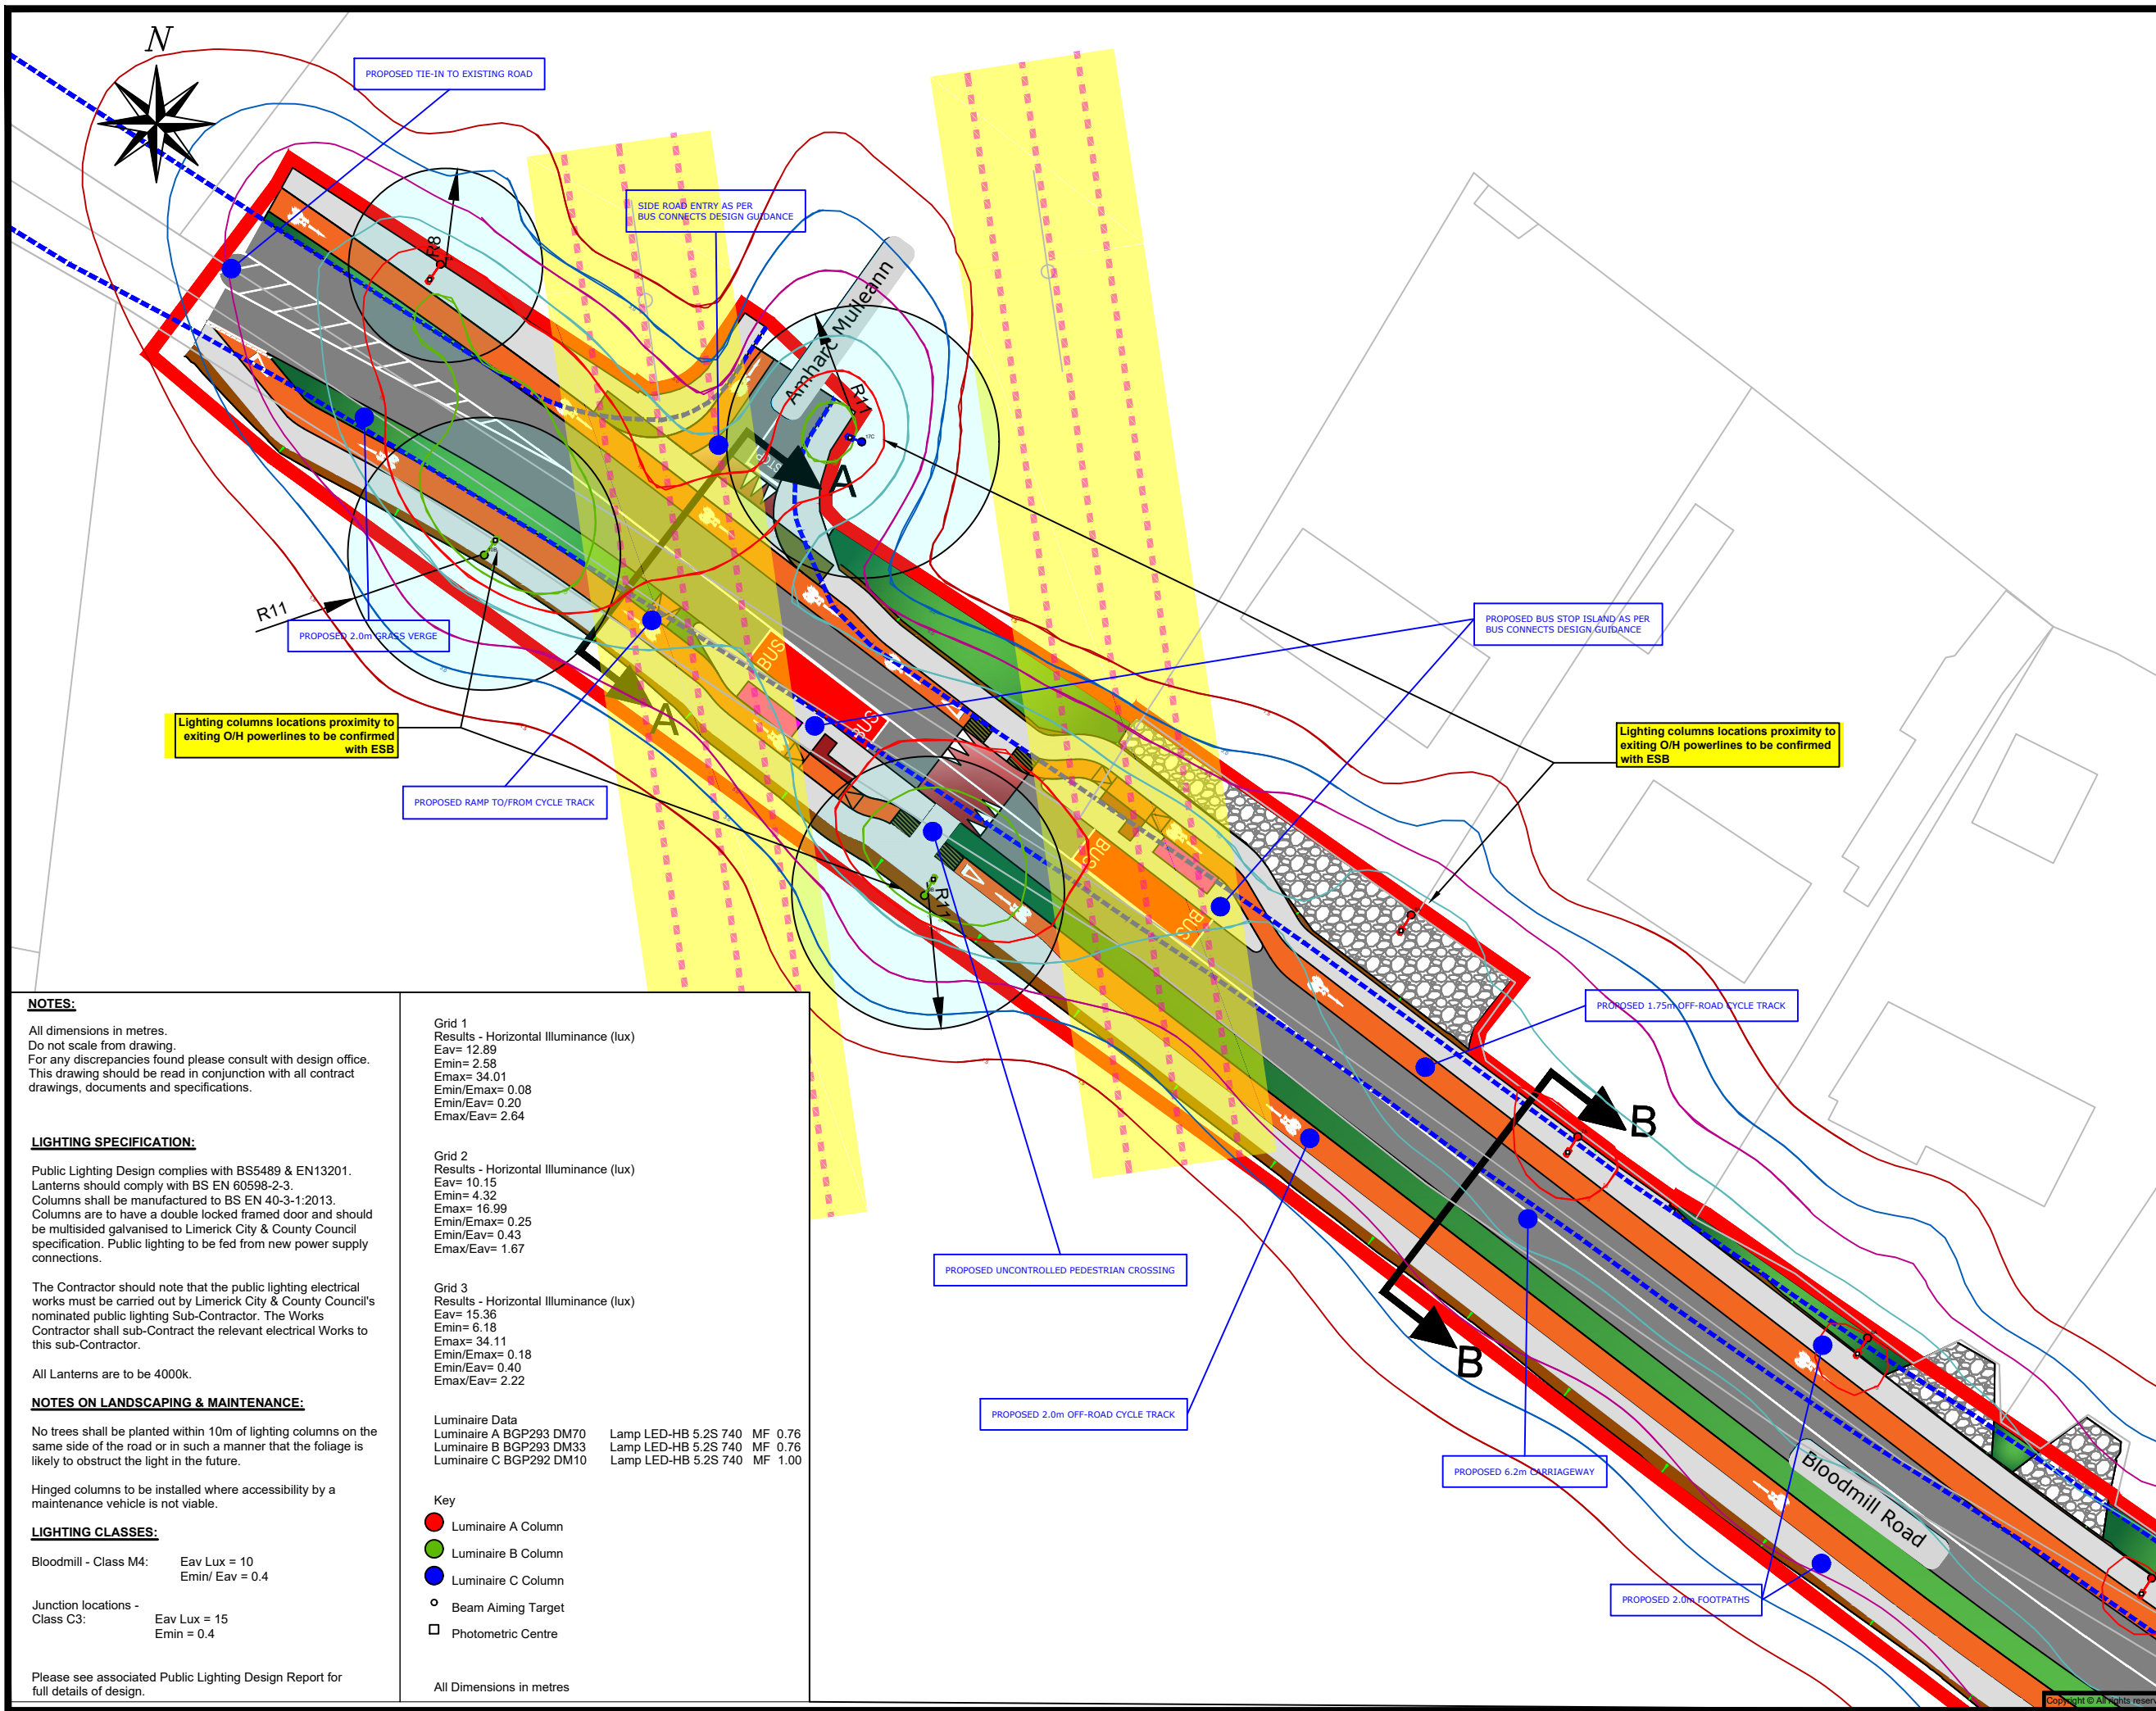 N
PROPOSED TIE-IN TO EXISTING ROAD
SIDE ROAD ENTRY AS PER
BUS CONNECTS DESIGN GUIDANCE
R8
Amharc Muileann
R11
17C
STOP
A
R11
PROPOSED 2.0m GRASS VERGE
BUS
BUS
A
PROPOSED BUS STOP ISLAND AS PER
BUS CONNECTS DESIGN GUIDANCE
Lighting columns locations proximity to
exiting O/H powerlines to be confirmed
with ESB
Lighting columns locations proximity to
exiting O/H powerlines to be confirmed
with ESB
PROPOSED RAMP TO/FROM CYCLE TRACK
R11
BUS
BUS
PROPOSED 1.75m OFF-ROAD CYCLE TRACK
B
B
PROPOSED UNCONTROLLED PEDESTRIAN CROSSING
PROPOSED 2.0m OFF-ROAD CYCLE TRACK
PROPOSED 6.2m CARRIAGEWAY
Bloodmill Road
PROPOSED 2.0m FOOTPATHS
NOTES:
All dimensions in metres.
Do not scale from drawing.
For any discrepancies found please consult with design office.
This drawing should be read in conjunction with all contract
drawings, documents and specifications.
LIGHTING SPECIFICATION:
Public Lighting Design complies with BS5489 & EN13201.
Lanterns should comply with BS EN 60598-2-3.
Columns shall be manufactured to BS EN 40-3-1:2013.
Columns are to have a double locked framed door and should
be multisided galvanised to Limerick City & County Council
specification. Public lighting to be fed from new power supply
connections.
The Contractor should note that the public lighting electrical
works must be carried out by Limerick City & County Council's
nominated public lighting Sub-Contractor. The Works
Contractor shall sub-Contract the relevant electrical Works to
this sub-Contractor.
All Lanterns are to be 4000k.
NOTES ON LANDSCAPING & MAINTENANCE:
No trees shall be planted within 10m of lighting columns on the
same side of the road or in such a manner that the foliage is
likely to obstruct the light in the future.
Hinged columns to be installed where accessibility by a
maintenance vehicle is not viable.
LIGHTING CLASSES:
Bloodmill - Class M4: Eav Lux = 10
Emin/ Eav = 0.4
Junction locations -
Class C3: Eav Lux = 15
Emin = 0.4
Please see associated Public Lighting Design Report for
full details of design.
Grid 1
Results - Horizontal Illuminance (lux)
Eav= 12.89
Emin= 2.58
Emax= 34.01
Emin/Emax= 0.08
Emin/Eav= 0.20
Emax/Eav= 2.64
Grid 2
Results - Horizontal Illuminance (lux)
Eav= 10.15
Emin= 4.32
Emax= 16.99
Emin/Emax= 0.25
Emin/Eav= 0.43
Emax/Eav= 1.67
Grid 3
Results - Horizontal Illuminance (lux)
Eav= 15.36
Emin= 6.18
Emax= 34.11
Emin/Emax= 0.18
Emin/Eav= 0.40
Emax/Eav= 2.22
Luminaire Data
Luminaire A BGP293 DM70 Lamp LED-HB 5.2S 740 MF 0.76
Luminaire B BGP293 DM33 Lamp LED-HB 5.2S 740 MF 0.76
Luminaire C BGP292 DM10 Lamp LED-HB 5.2S 740 MF 1.00
Key
Luminaire A Column
Luminaire B Column
Luminaire C Column
Beam Aiming Target
Photometric Centre
All Dimensions in metres
Copyright © All rights reserv